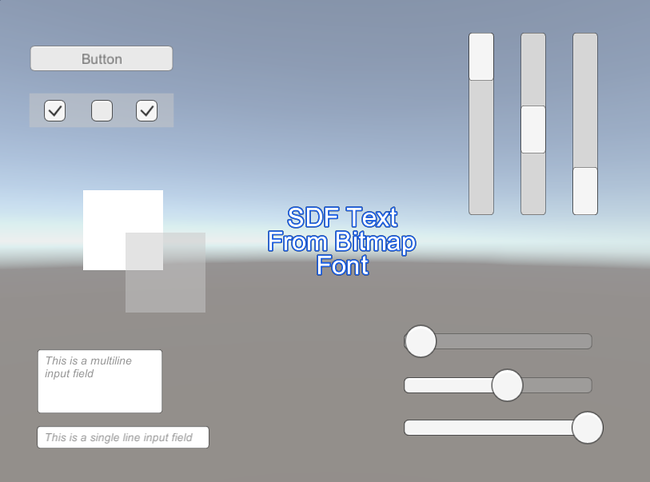 Button
SDF Text
From Bitmap
Font
This is a multiline
input field
This is a single line input field